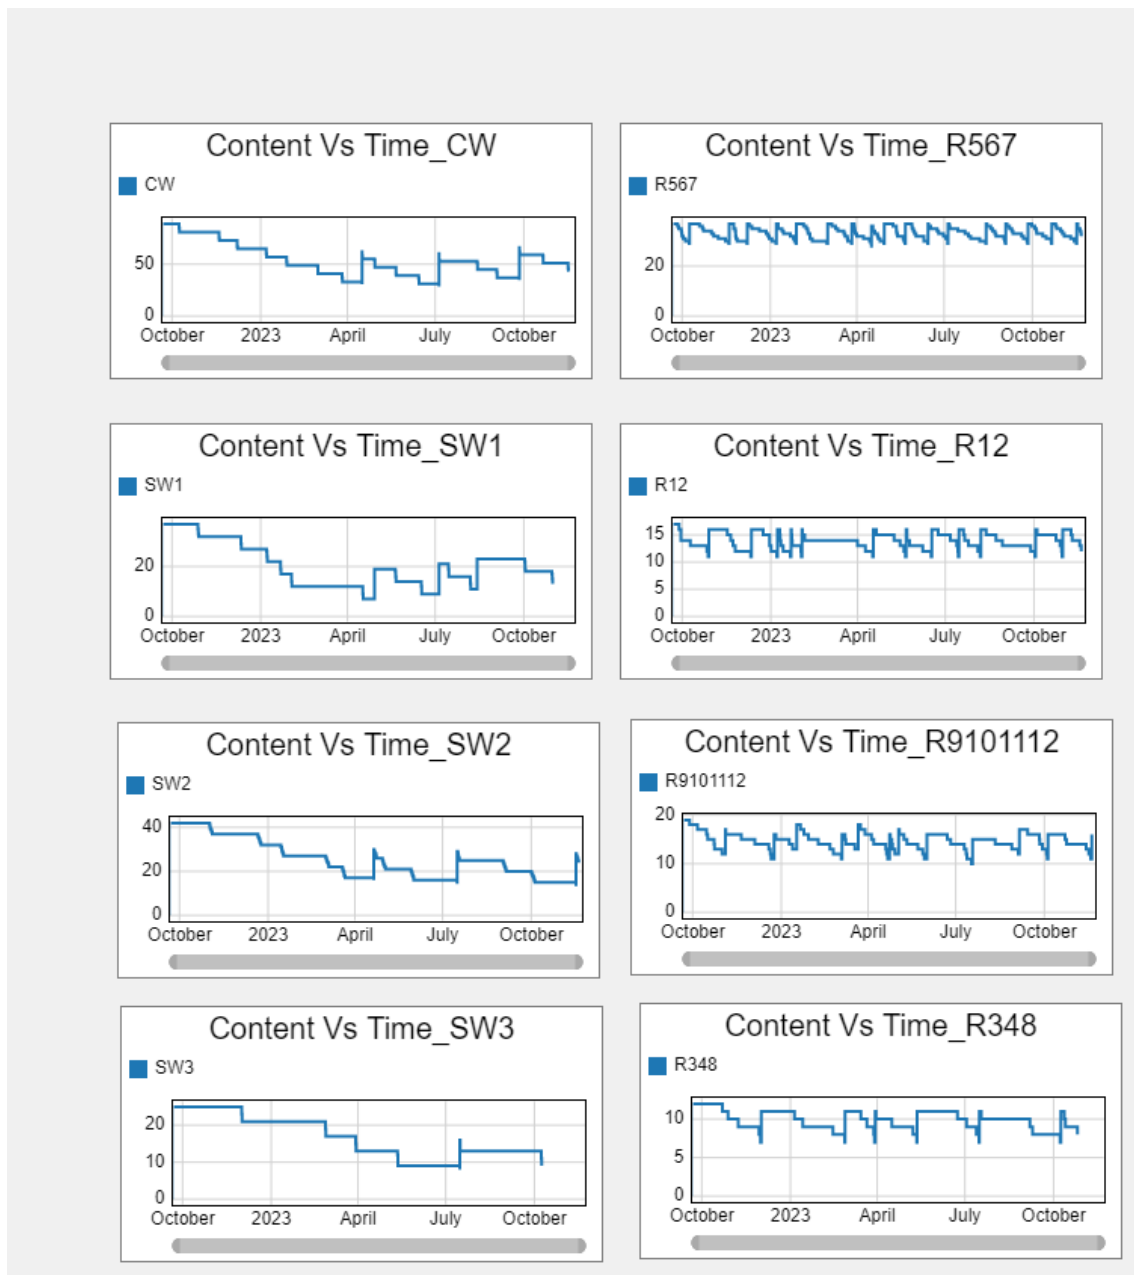 Content Vs Time_CW
CW
50
0
October 2023 April July October
Content Vs Time_R567
R567
20
0
October 2023 April July October
Content Vs Time_SW1
SW1
20
0
October 2023 April July October
Content Vs Time_R12
R12
15
10
5
0
October 2023 April July October
Content Vs Time_SW2
SW2
40
20
0
October 2023 April July October
Content Vs Time_R9101112
R9101112
20
10
0
October 2023 April July October
Content Vs Time_SW3
SW3
20
10
0
October 2023 April July October
Content Vs Time_R348
R348
10
5
0
October 2023 April July October